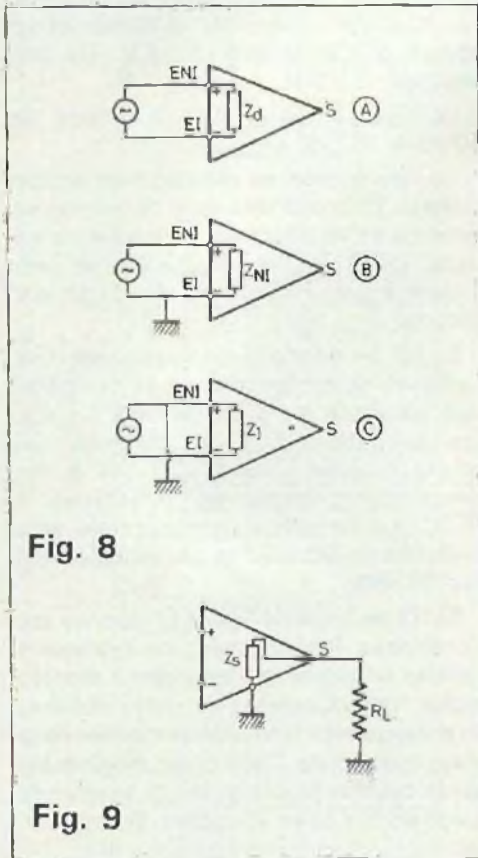 ENI
+
Zd
S
A
EI
-
ENI
+
ZNI
S
B
EI
-
ENI
+
ZI
S
C
EI
-
Fig. 8
+
ZS
S
-
RL
Fig. 9